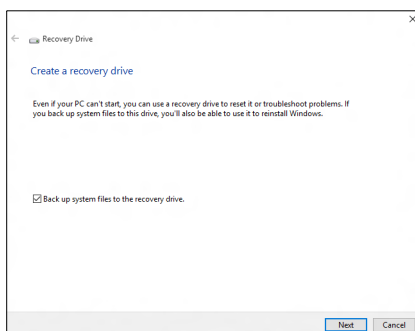 Recovery Drive
Create a recovery drive
Even if your PC can't start, you can use a recovery drive to reset it or troubleshoot problems. If
you back up system files to this drive, you'll also be able to use it to reinstall Windows.
Back up system files to the recovery drive.
Next Cancel